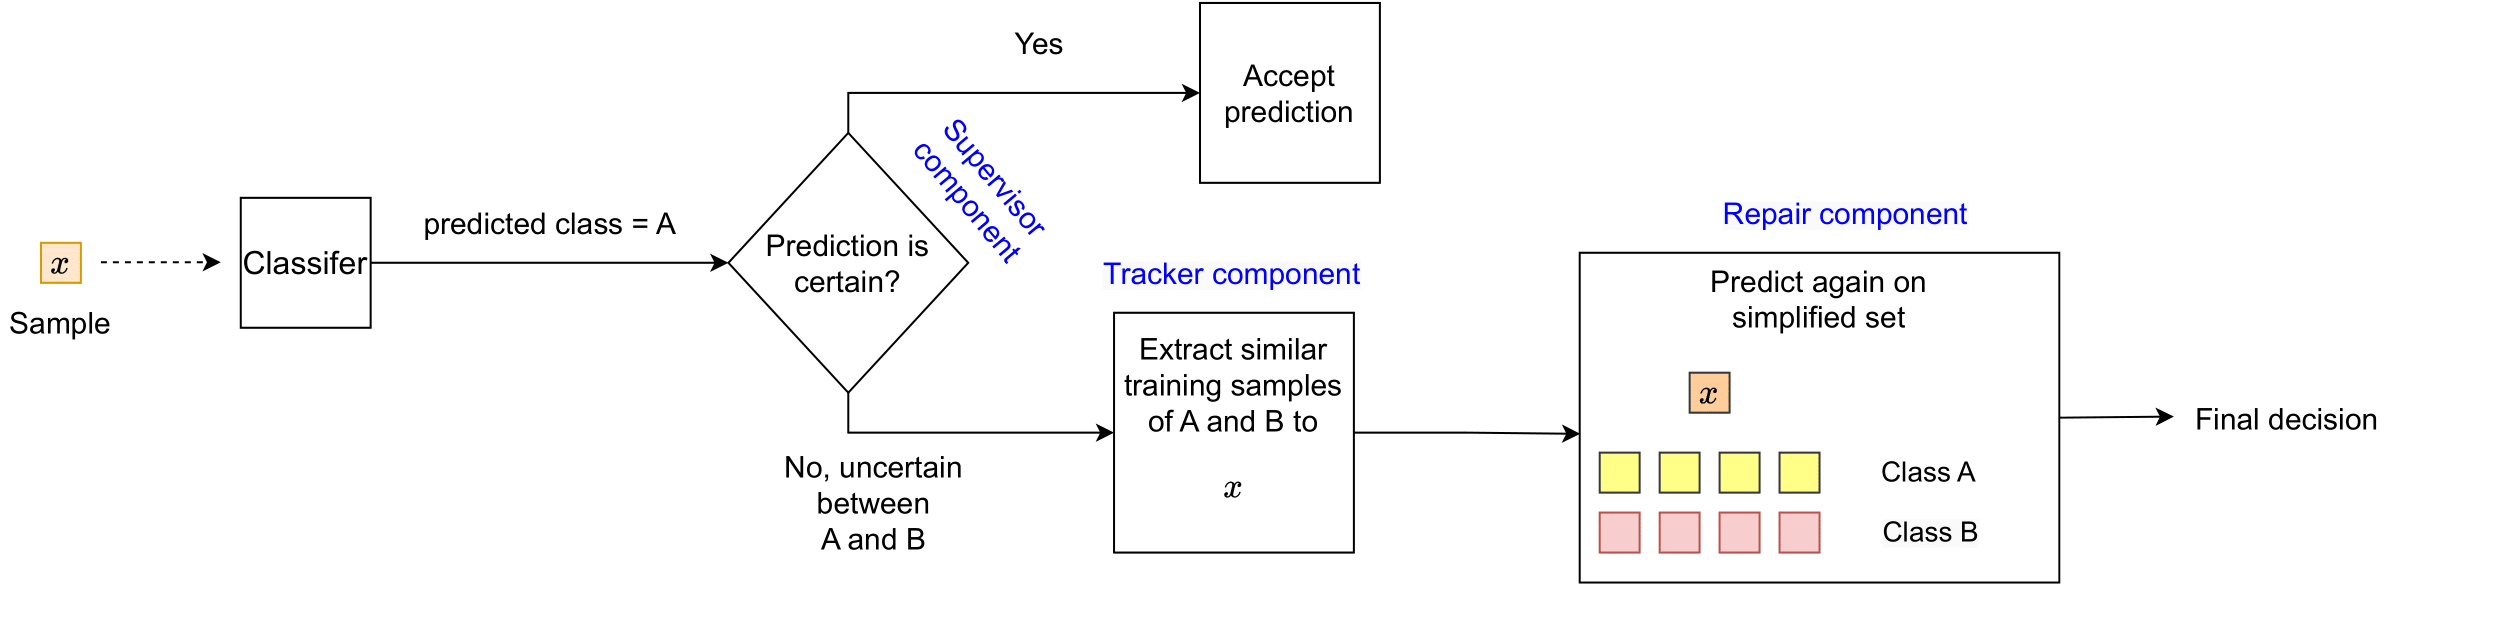 x
Sample
Classifer
predicted class = A
Prediction is
certain?
Supervisor
component
Yes
Accept
prediction
No, uncertain
between
A and B
Tracker component
Extract similar
training samples
of A and B to
x
Repair component
Predict again on
simplified set
x
Class A
Class B
Final decision